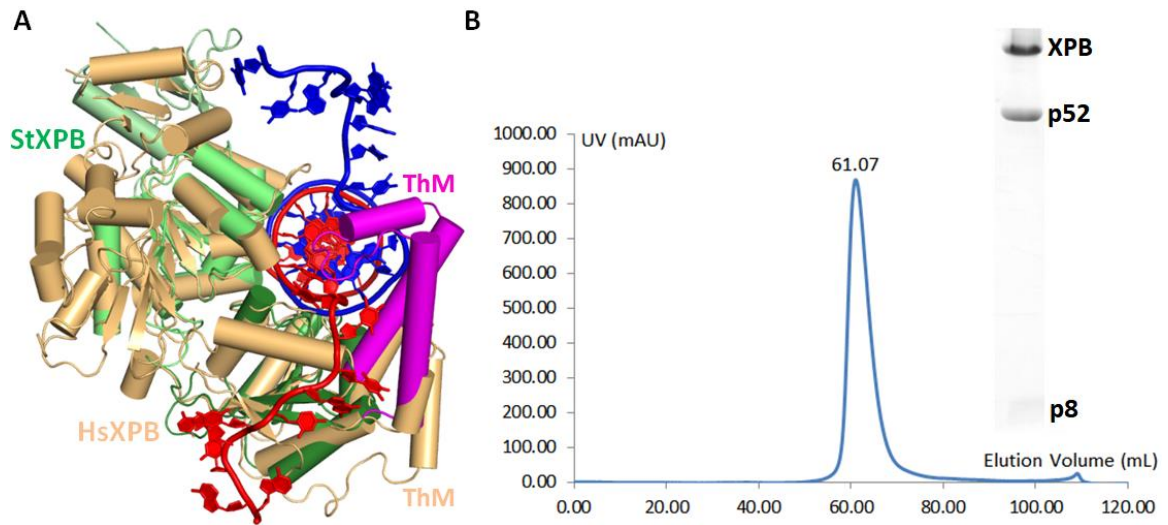 A
StXPB
ThM
HsXPB
ThM
B
XPB
p52
p8
UV (mAU)
61.07
1000.00
900.00
800.00
700.00
600.00
500.00
400.00
300.00
200.00
100.00
0.00
Elution Volume (mL)
0.00 20.00 40.00 60.00 80.00 100.00 120.00